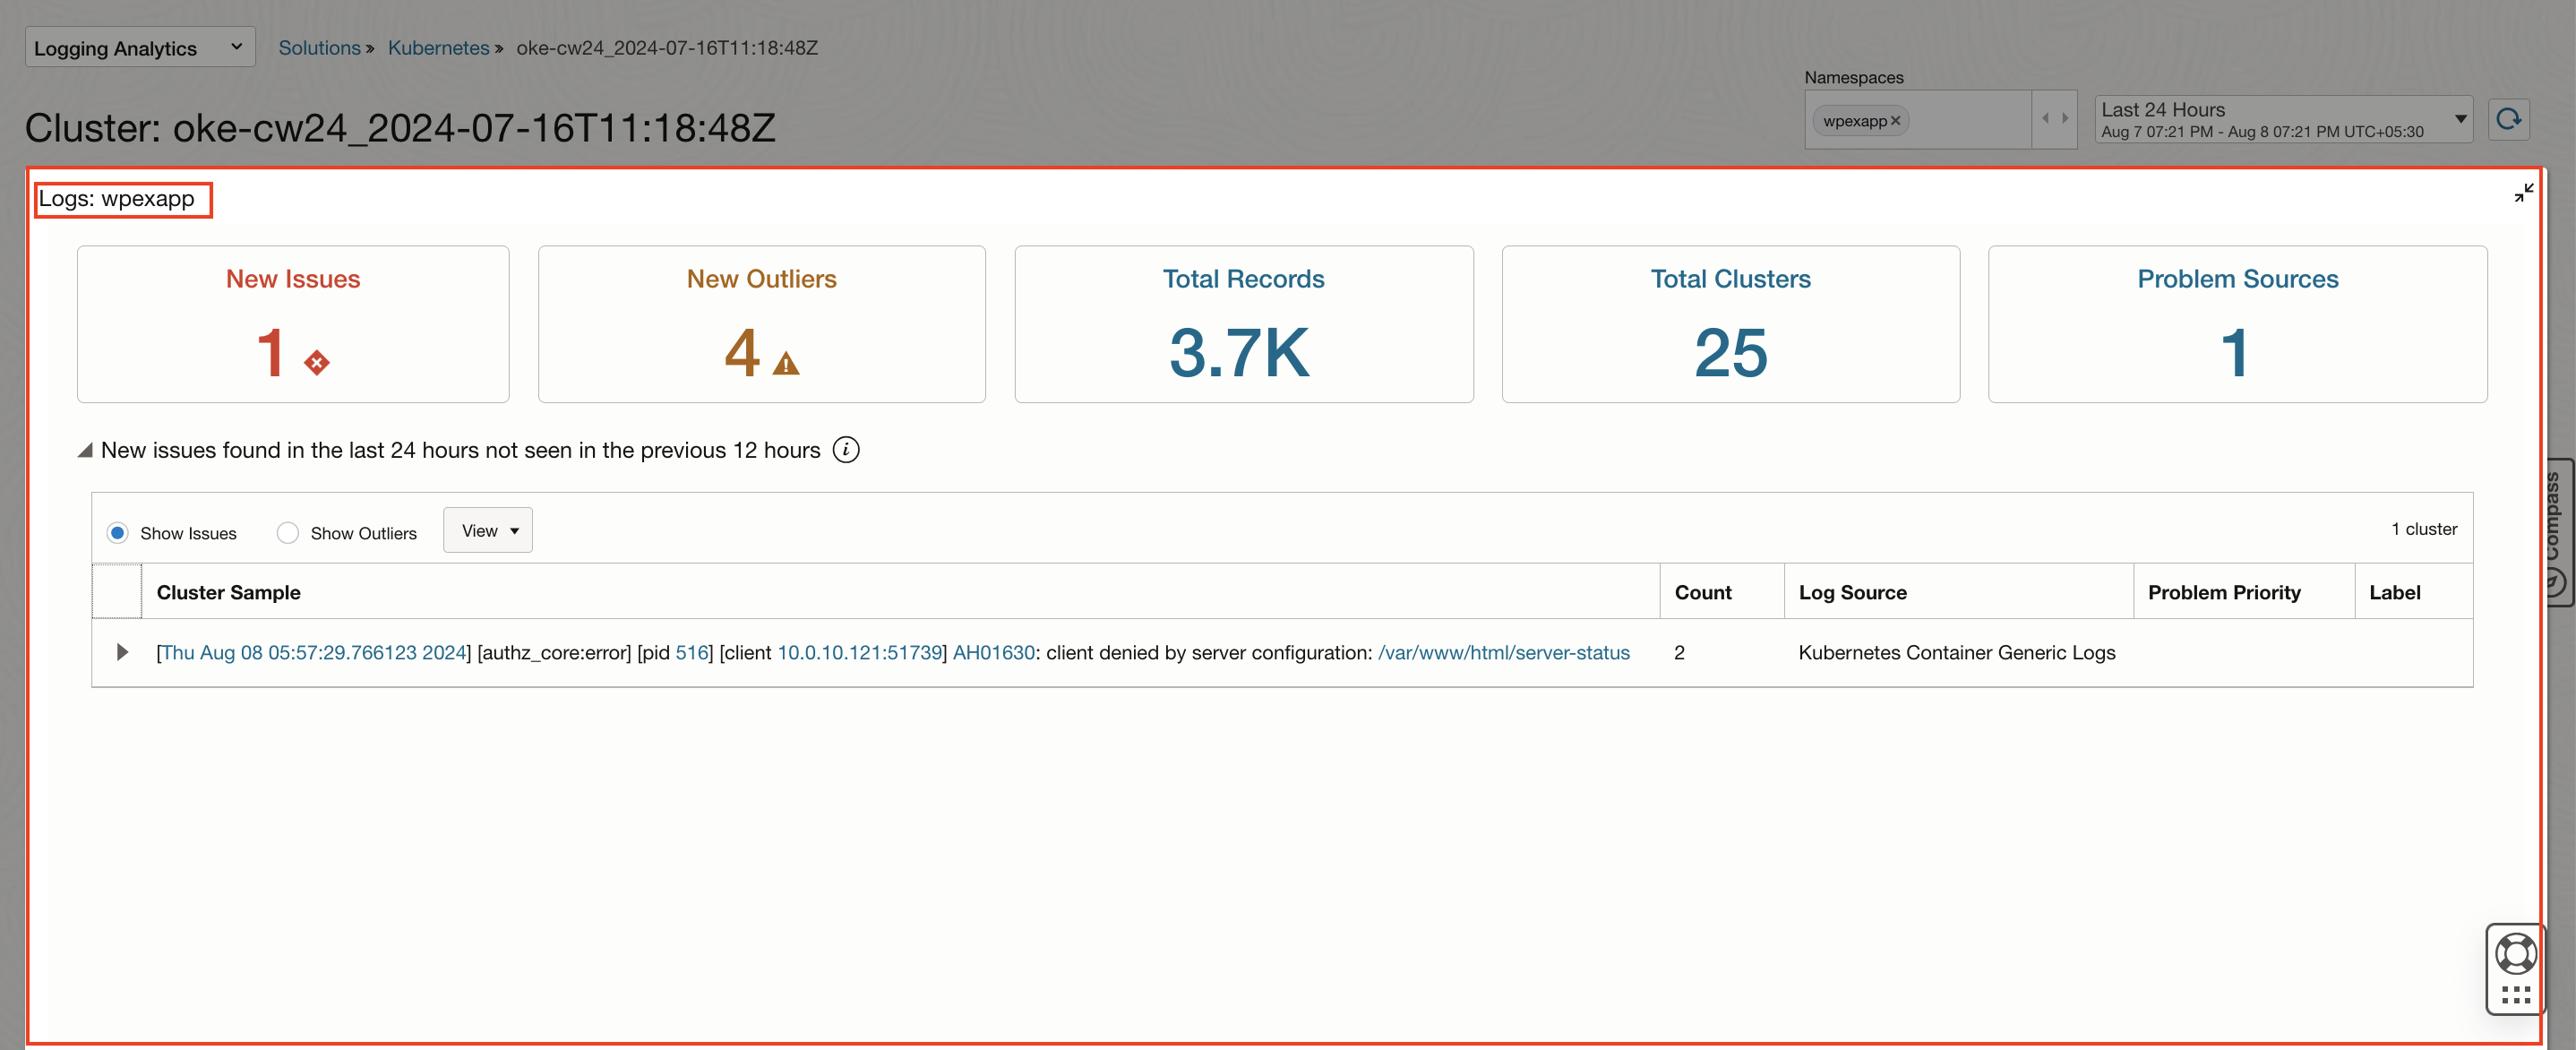 Logging Analytics
Solutions » Kubernetes » oke-cw24_2024-07-16T11:18:48Z
Namespaces
Cluster: oke-cw24_2024-07-16T11:18:48Z
wpexapp ×
Last 24 Hours
Aug 7 07:21 PM - Aug 8 07:21 PM UTC+05:30
Logs: wpexapp
New Issues
1
New Outliers
4
Total Records
3.7K
Total Clusters
25
Problem Sources
1
New issues found in the last 24 hours not seen in the previous 12 hours
Show Issues
Show Outliers
View
1 cluster
Cluster Sample Count Log Source Problem Priority Label
[Thu Aug 08 05:57:29.766123 2024] [authz_core:error] [pid 516] [client 10.0.10.121:51739] AH01630: client denied by server configuration: /var/www/html/server-status 2 Kubernetes Container Generic Logs
Compass